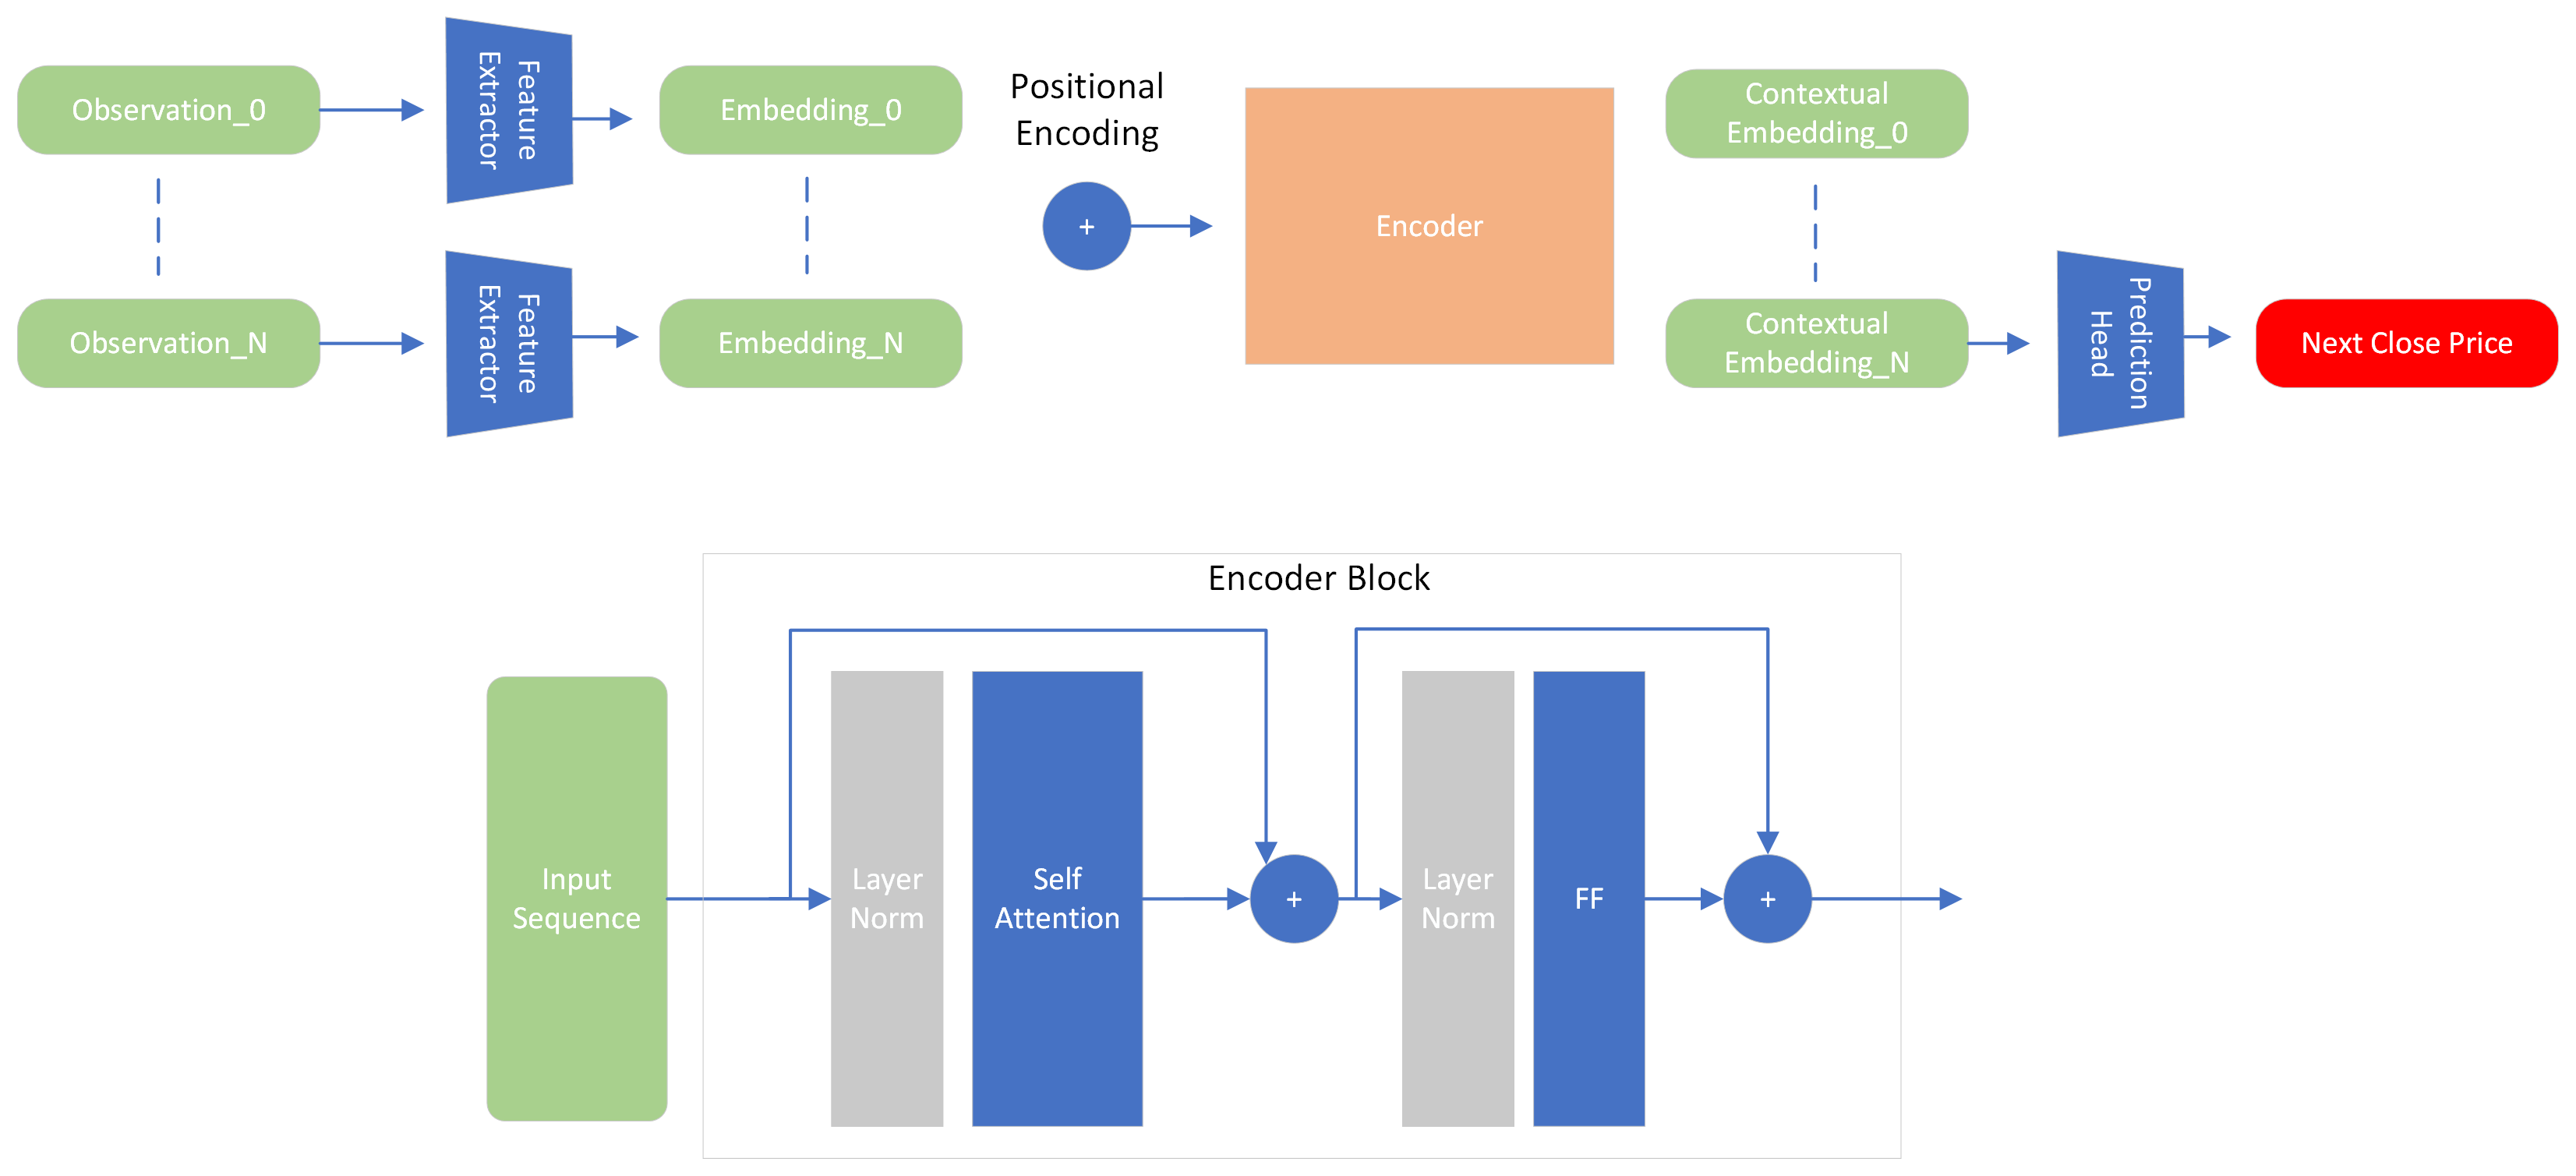 Observation_0
Feature
Extractor
Embedding_0
Positional
Encoding
+
Encoder
Contextual
Embedding_0
Observation_N
Feature
Extractor
Embedding_N
Contextual
Embedding_N
Prediction
Head
Next Close Price
Encoder Block
Input
Sequence
Layer
Norm
Self
Attention
+
Layer
Norm
FF
+